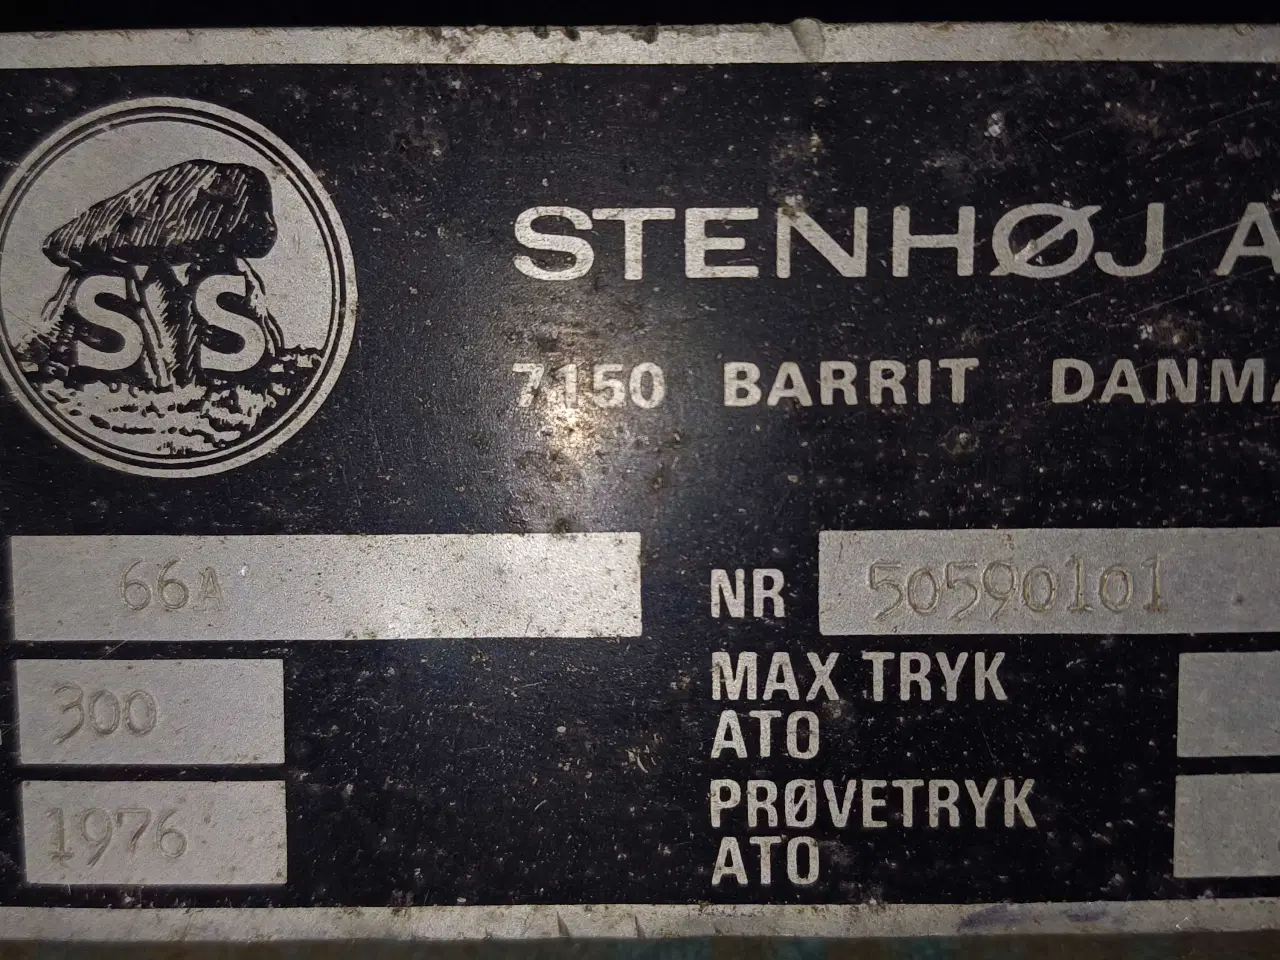 SS
STENHØJ A
7150 BARRIT DANMA
66A NR 50590101
300 MAX TRYK
ATO
1976 PRØVETRYK
ATO